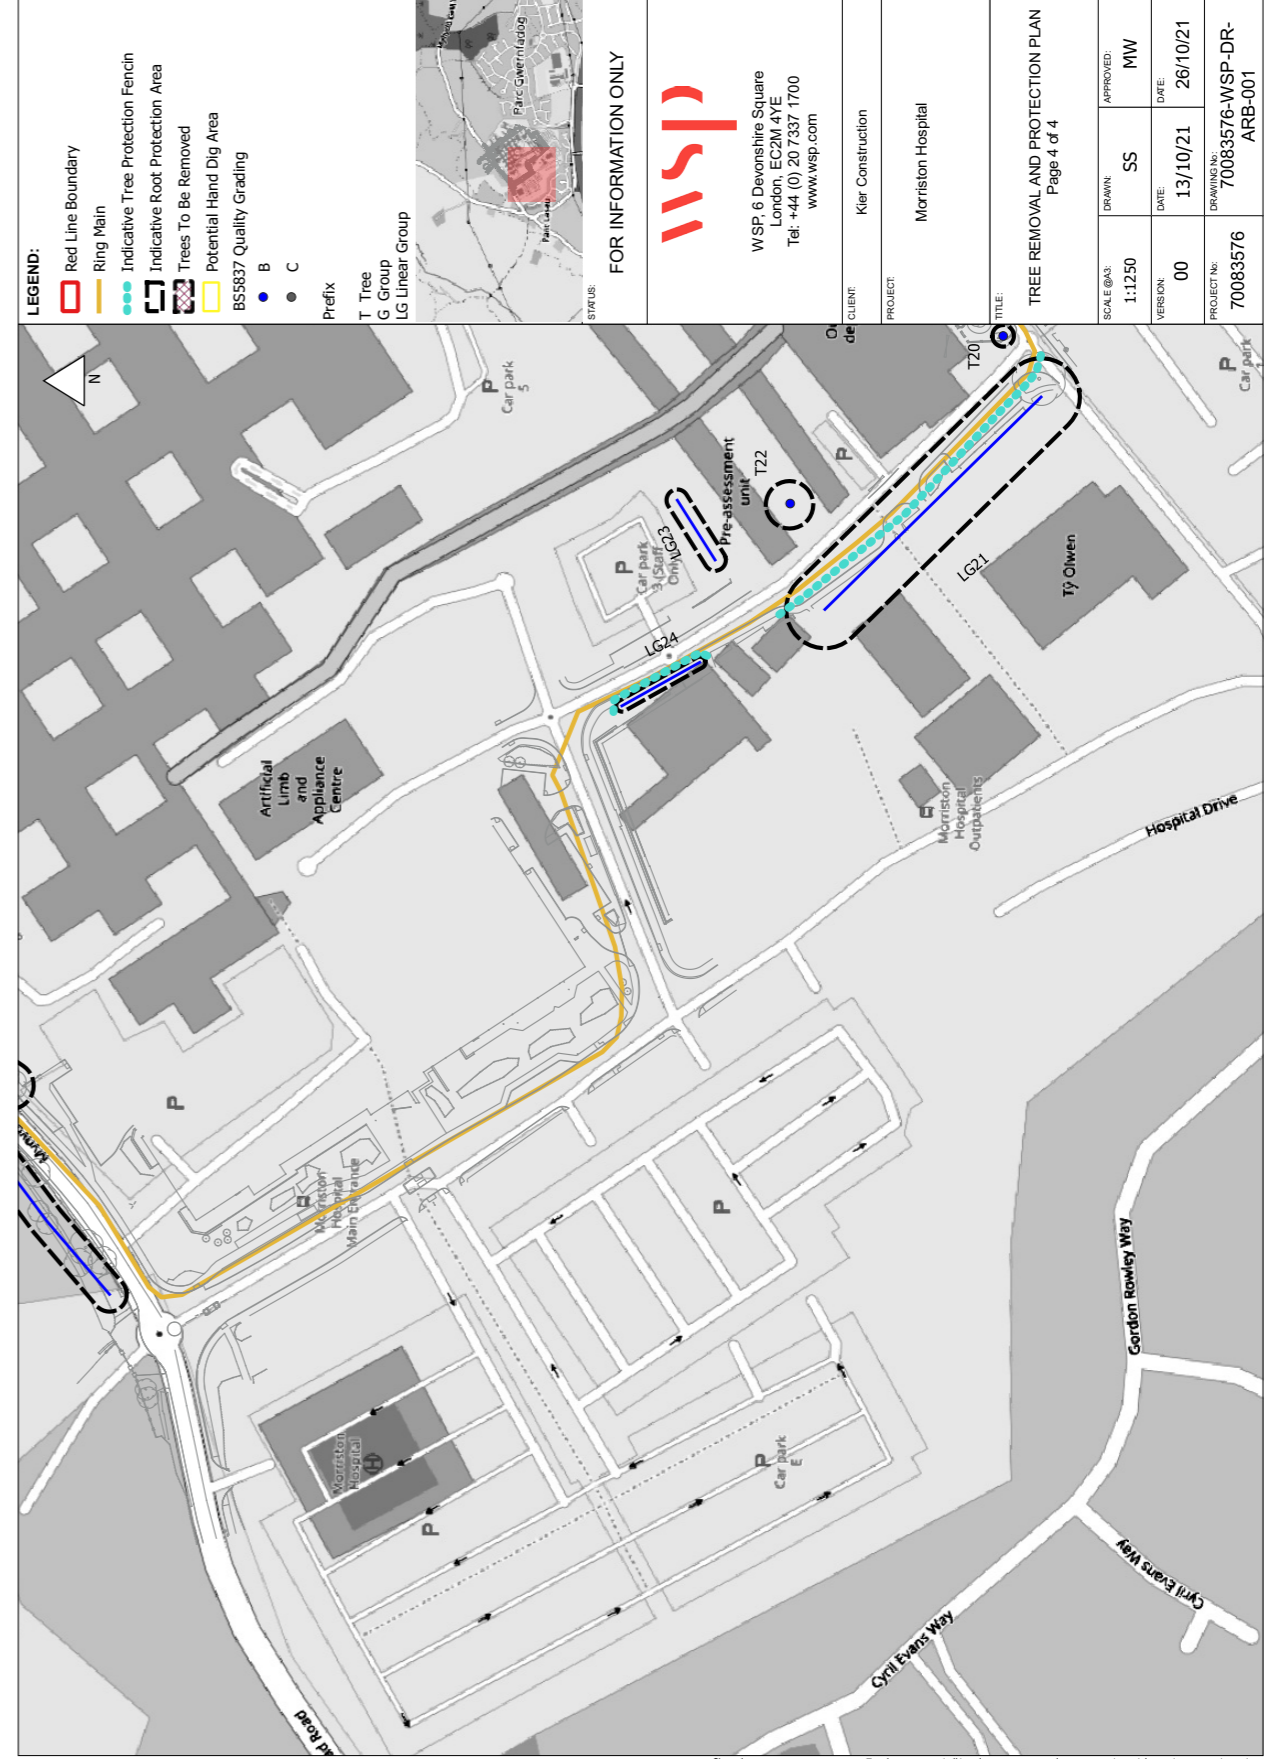 LEGEND:
Red Line Boundary
Ring Main
Indicative Tree Protection Fencin
Indicative Root Protection Area
Trees To Be Removed
Potential Hand Dig Area
BS5837 Quality Grading
B
C
Prefix
T Tree
G Group
LG Linear Group
Parc Gwernfadog
STATUS:
FOR INFORMATION ONLY
wsp
WSP, 6 Devonshire Square
London, EC2M 4YE
Tel: +44 (0) 20 7337 1700
www.wsp.com
CLIENT:
Kier Construction
PROJECT:
Morriston Hospital
TITLE:
TREE REMOVAL AND PROTECTION PLAN
Page 4 of 4
SCALE @A3:
1:1250
DRAWN:
SS
APPROVED:
MW
VERSION:
00
DATE:
13/10/21
DATE:
26/10/21
PROJECT No:
70083576
DRAWING No:
70083576-WSP-DR-
ARB-001
N
P
Car park
5
Pre-assessment
unit
T22
P
Car park
3 (Staff
Only)
LG23
P
T20
P
Car park
LG21
Tŷ Olwen
LG24
Artificial
Limb
and
Appliance
Centre
Morriston
Hospital
Outpatients
Hospital Drive
P
Morriston
Hospital
Main Entrance
P
Morriston
Hospital
H
P
P
Car park
E
Gordon Rowley Way
Cyril Evans Way
Cyril Evans Way
ad Road